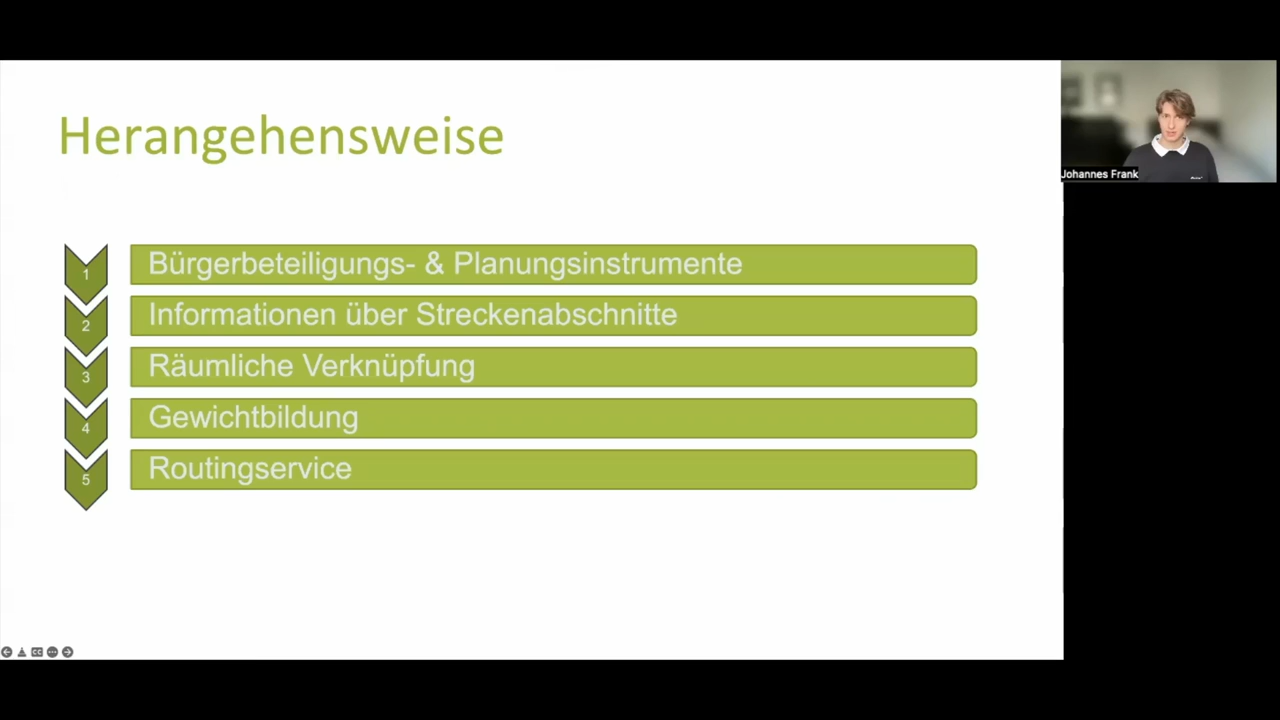 Herangehensweise
1 Bürgerbeteiligungs- & Planungsinstrumente
2 Informationen über Streckenabschnitte
3 Räumliche Verknüpfung
4 Gewichtbildung
5 Routingservice
Johannes Frank